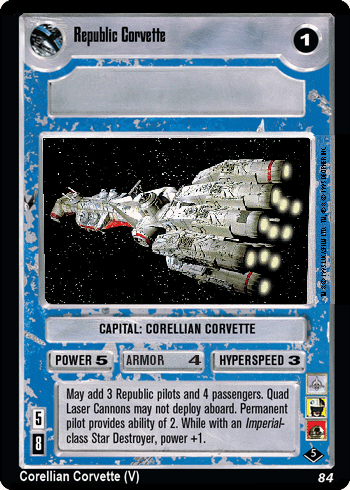 Republic Corvette
1
CAPITAL: CORELLIAN CORVETTE
POWER 5 ARMOR 4 HYPERSPEED 3
May add 3 Republic pilots and 4 passengers. Quad
Laser Cannons may not deploy aboard. Permanent
pilot provides ability of 2. While with an Imperial-
class Star Destroyer, power +1.
5
8
5
Corellian Corvette (V)
84